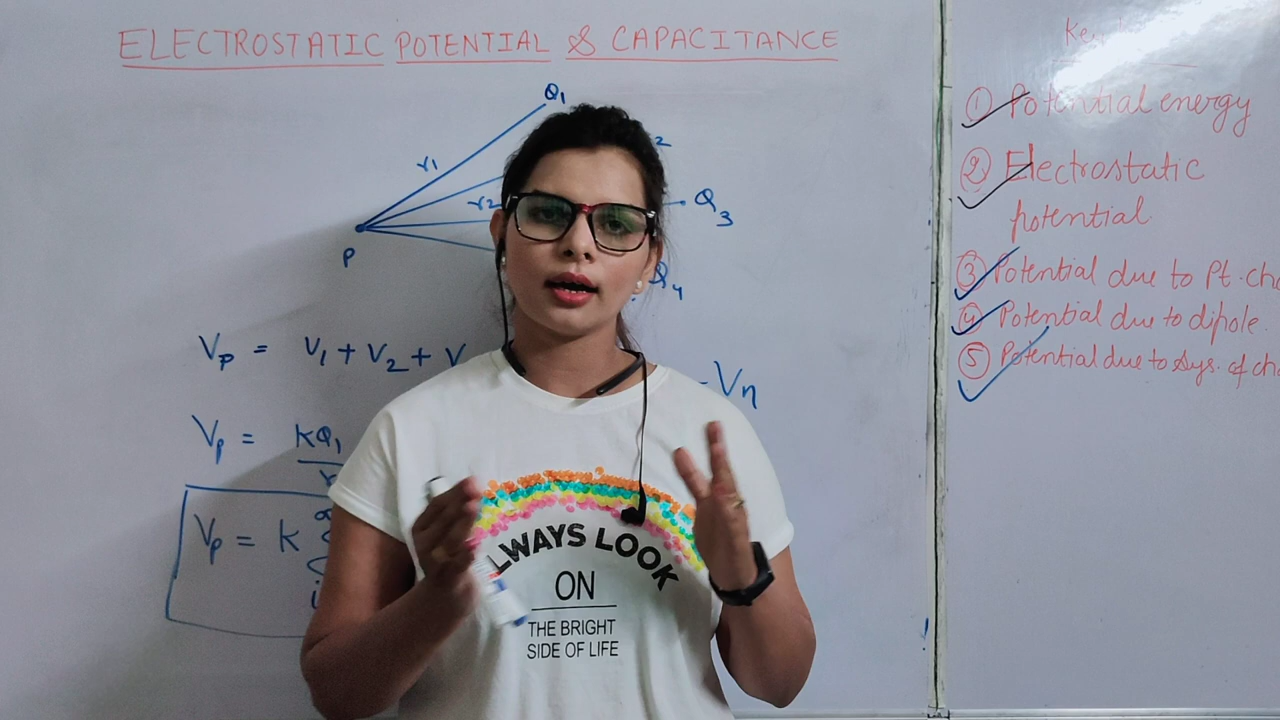 ELECTROSTATIC POTENTIAL & CAPACITANCE
Q1
r1
2
r2
Q3
P
Q4
Vp = V1 + V2 + V
- Vn
Vp = kQ1
r
Vp = k
∞
i
ALWAYS LOOK
ON
THE BRIGHT
SIDE OF LIFE
Ke
① Potential energy
② Electrostatic
potential
③ Potential due to Pt. cha
④ Potential due to dipole.
⑤ Potential due to sys. of cha